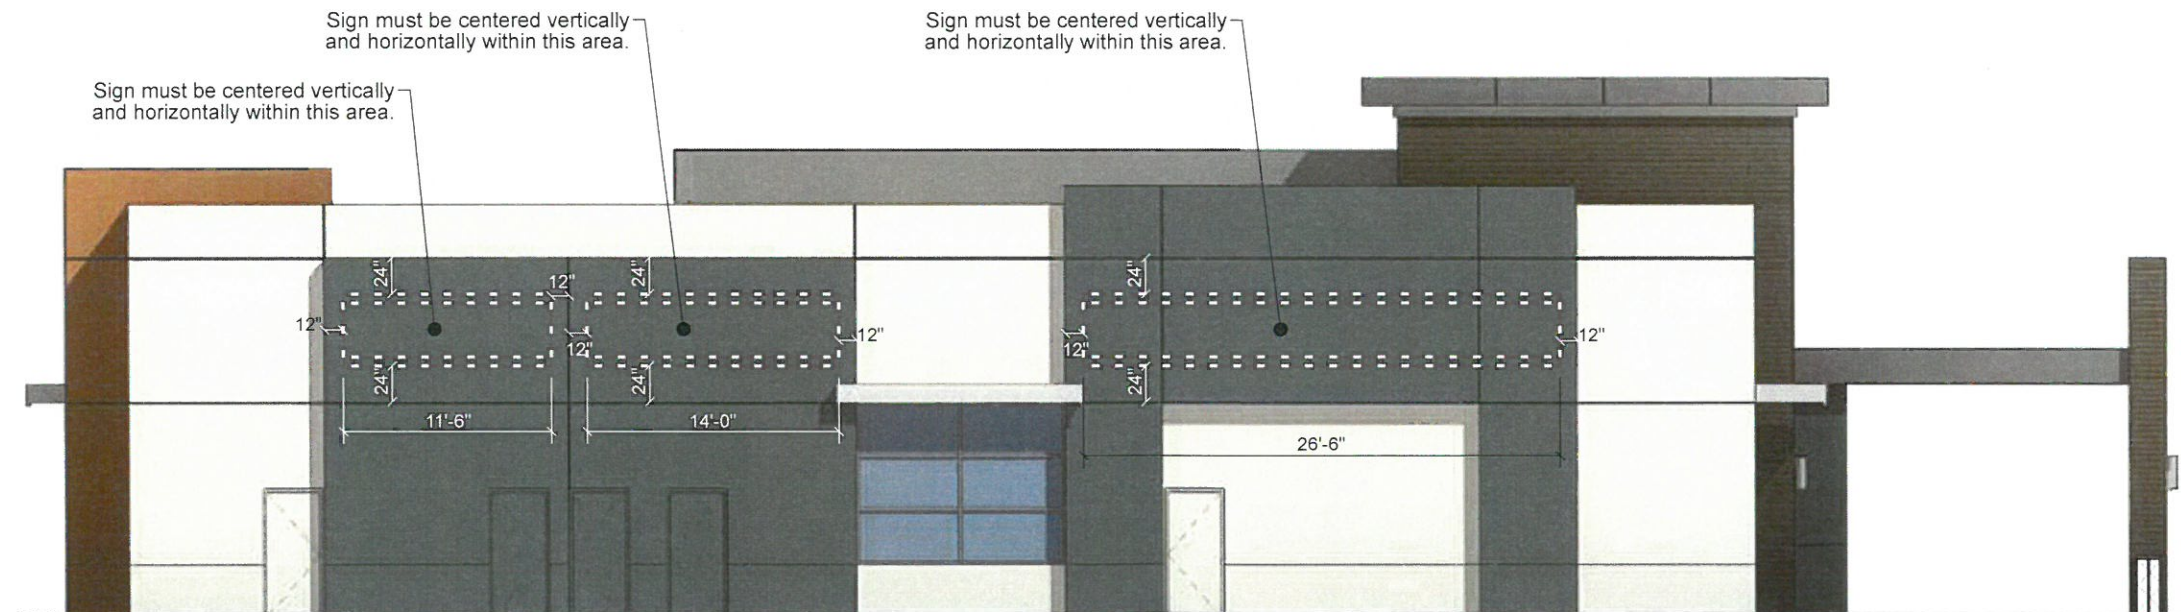 Sign must be centered vertically
and horizontally within this area.
Sign must be centered vertically
and horizontally within this area.
Sign must be centered vertically
and horizontally within this area.
24"
12"
24"
24"
12"
12"
12"
12"
12"
24"
24"
24"
11'-6"
14'-0"
26'-6"